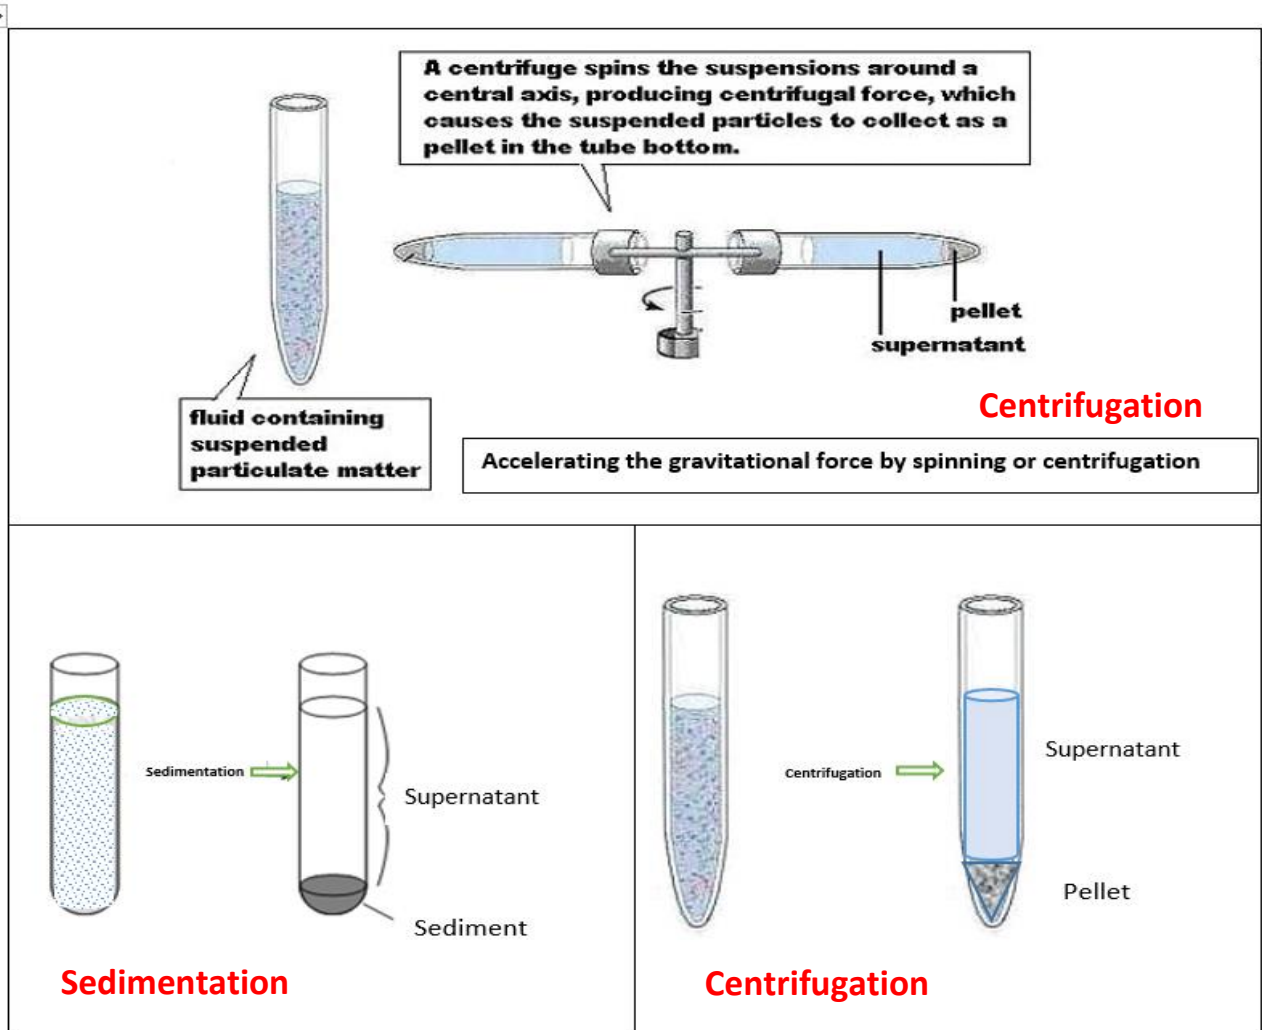 A centrifuge spins the suspensions around a
central axis, producing centrifugal force, which
causes the suspended particles to collect as a
pellet in the tube bottom.
pellet
supernatant
fluid containing
suspended
particulate matter
Centrifugation
Accelerating the gravitational force by spinning or centrifugation
Sedimentation
Supernatant
Sediment
Sedimentation
Centrifugation
Supernatant
Pellet
Centrifugation